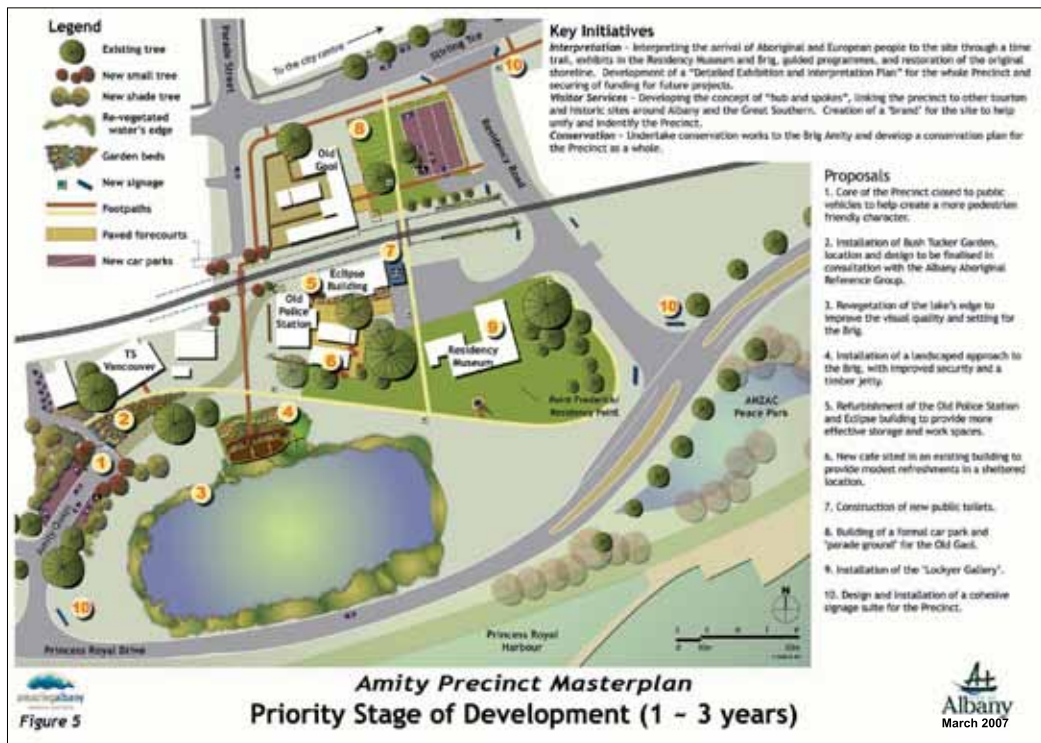 Legend
Existing tree
New small tree
New shade tree
Re-vegetated
water's edge
Garden beds
New signage
Footpaths
Paved forecourts
New car parks
Parade Street
To the city centre
Stirling Tce
10
Residency Road
8
Old
Gaol
7
Eclipse
Building
5
Old
Police
Station
6
9
Residency
Museum
10
TS
Vancouver
2
4
1
3
Amity Quays
10
ANZAC
Peace Park
Princess Royal Drive
Princess Royal
Harbour
N
Key Initiatives
Interpretation - Interpreting the arrival of Aboriginal and European people to the site through a time
trail, exhibits in the Residency Museum and Brig, guided programmes, and restoration of the original
shoreline. Development of a "Detailed Exhibition and Interpretation Plan" for the whole Precinct and
securing of funding for future projects.
Visitor Services - Developing the concept of "hub and spokes", linking the precinct to other tourism
and historic sites around Albany and the Great Southern. Creation of a 'brand' for the site to help
unify and indentify the Precinct.
Conservation - Undertake conservation works to the Brig Amity and develop a conservation plan for
the Precinct as a whole.
Proposals
1. Core of the Precinct closed to public
vehicles to help create a more pedestrian
friendly character.
2. Installation of Bush Tucker Garden,
location and design to be finalised in
consultation with the Albany Aboriginal
Reference Group.
3. Revegetation of the lake's edge to
improve the visual quality and setting for
the Brig.
4. Installation of a landscaped approach to
the Brig, with improved security and a
timber jetty.
5. Refurbishment of the Old Police Station
and Eclipse building to provide more
effective storage and work spaces.
6. New cafe sited in an existing building to
provide modest refreshments in a sheltered
location.
7. Construction of new public toilets.
8. Building of a formal car park and
'parade ground' for the Old Gaol.
9. Installation of the 'Lockyer Gallery'.
10. Design and installation of a cohesive
signage suite for the Precinct.
amazingalbany
Figure 5
Amity Precinct Masterplan
Priority Stage of Development (1 ~ 3 years)
Albany
March 2007